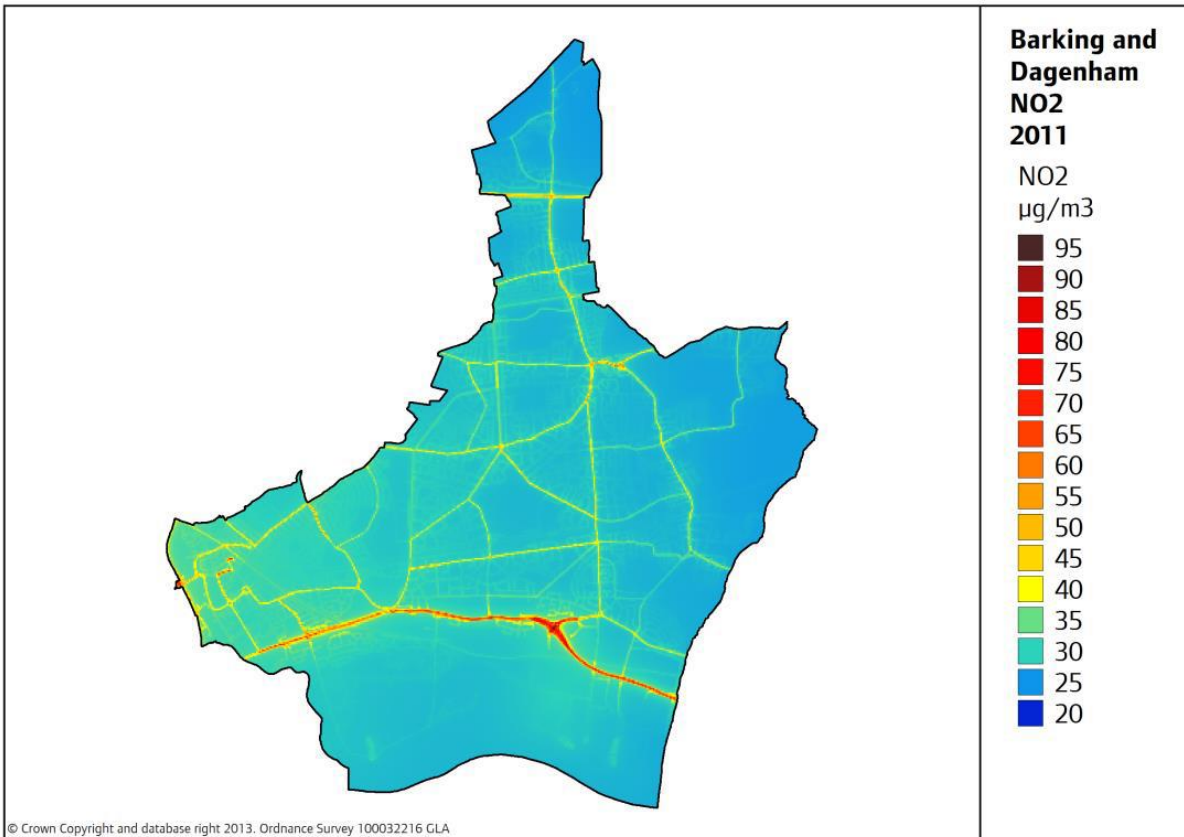 Barking and
Dagenham
NO2
2011
NO2
µg/m3
95
90
85
80
75
70
65
60
55
50
45
40
35
30
25
20
© Crown Copyright and database right 2013. Ordnance Survey 100032216 GLA